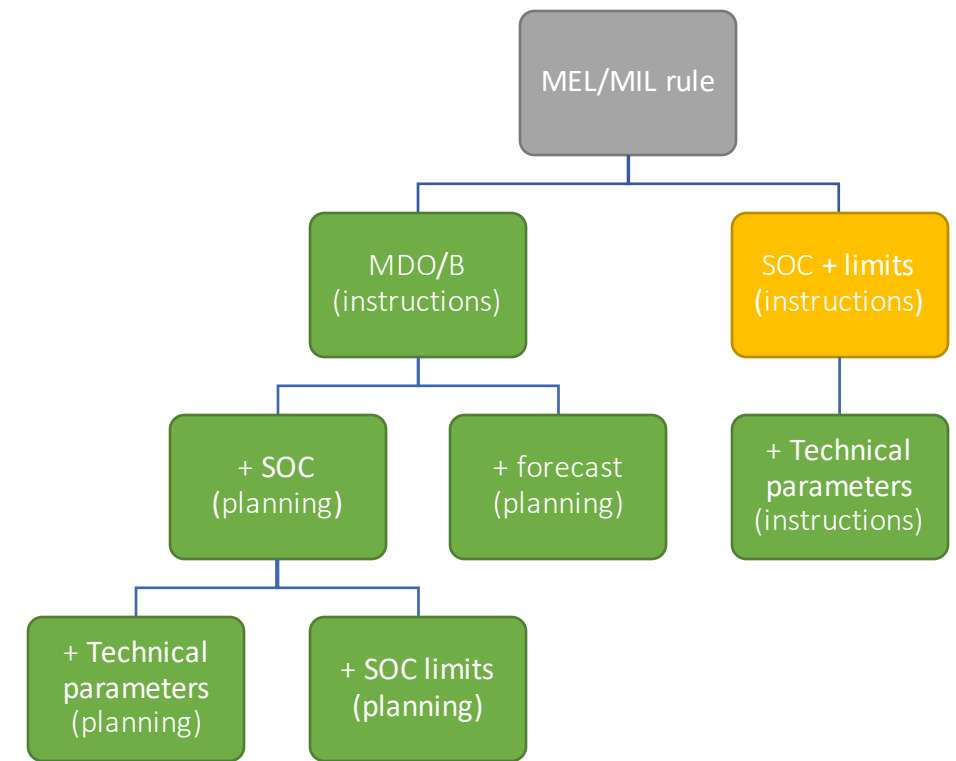 MEL/MIL rule
MDO/B
(instructions)
SOC + limits
(instructions)
+ SOC
(planning)
+ forecast
(planning)
+ Technical
parameters
(instructions)
+ Technical
parameters
(planning)
+ SOC limits
(planning)